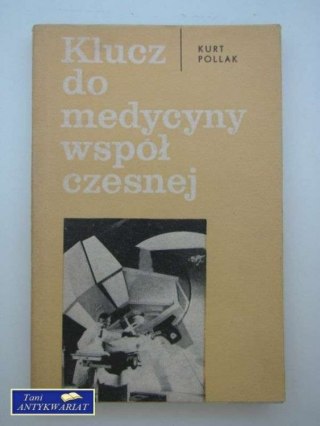 Klucz
do
medycyny
współ
czesnej
KURT
POLLAK
Tani
ANTYKWARIAT